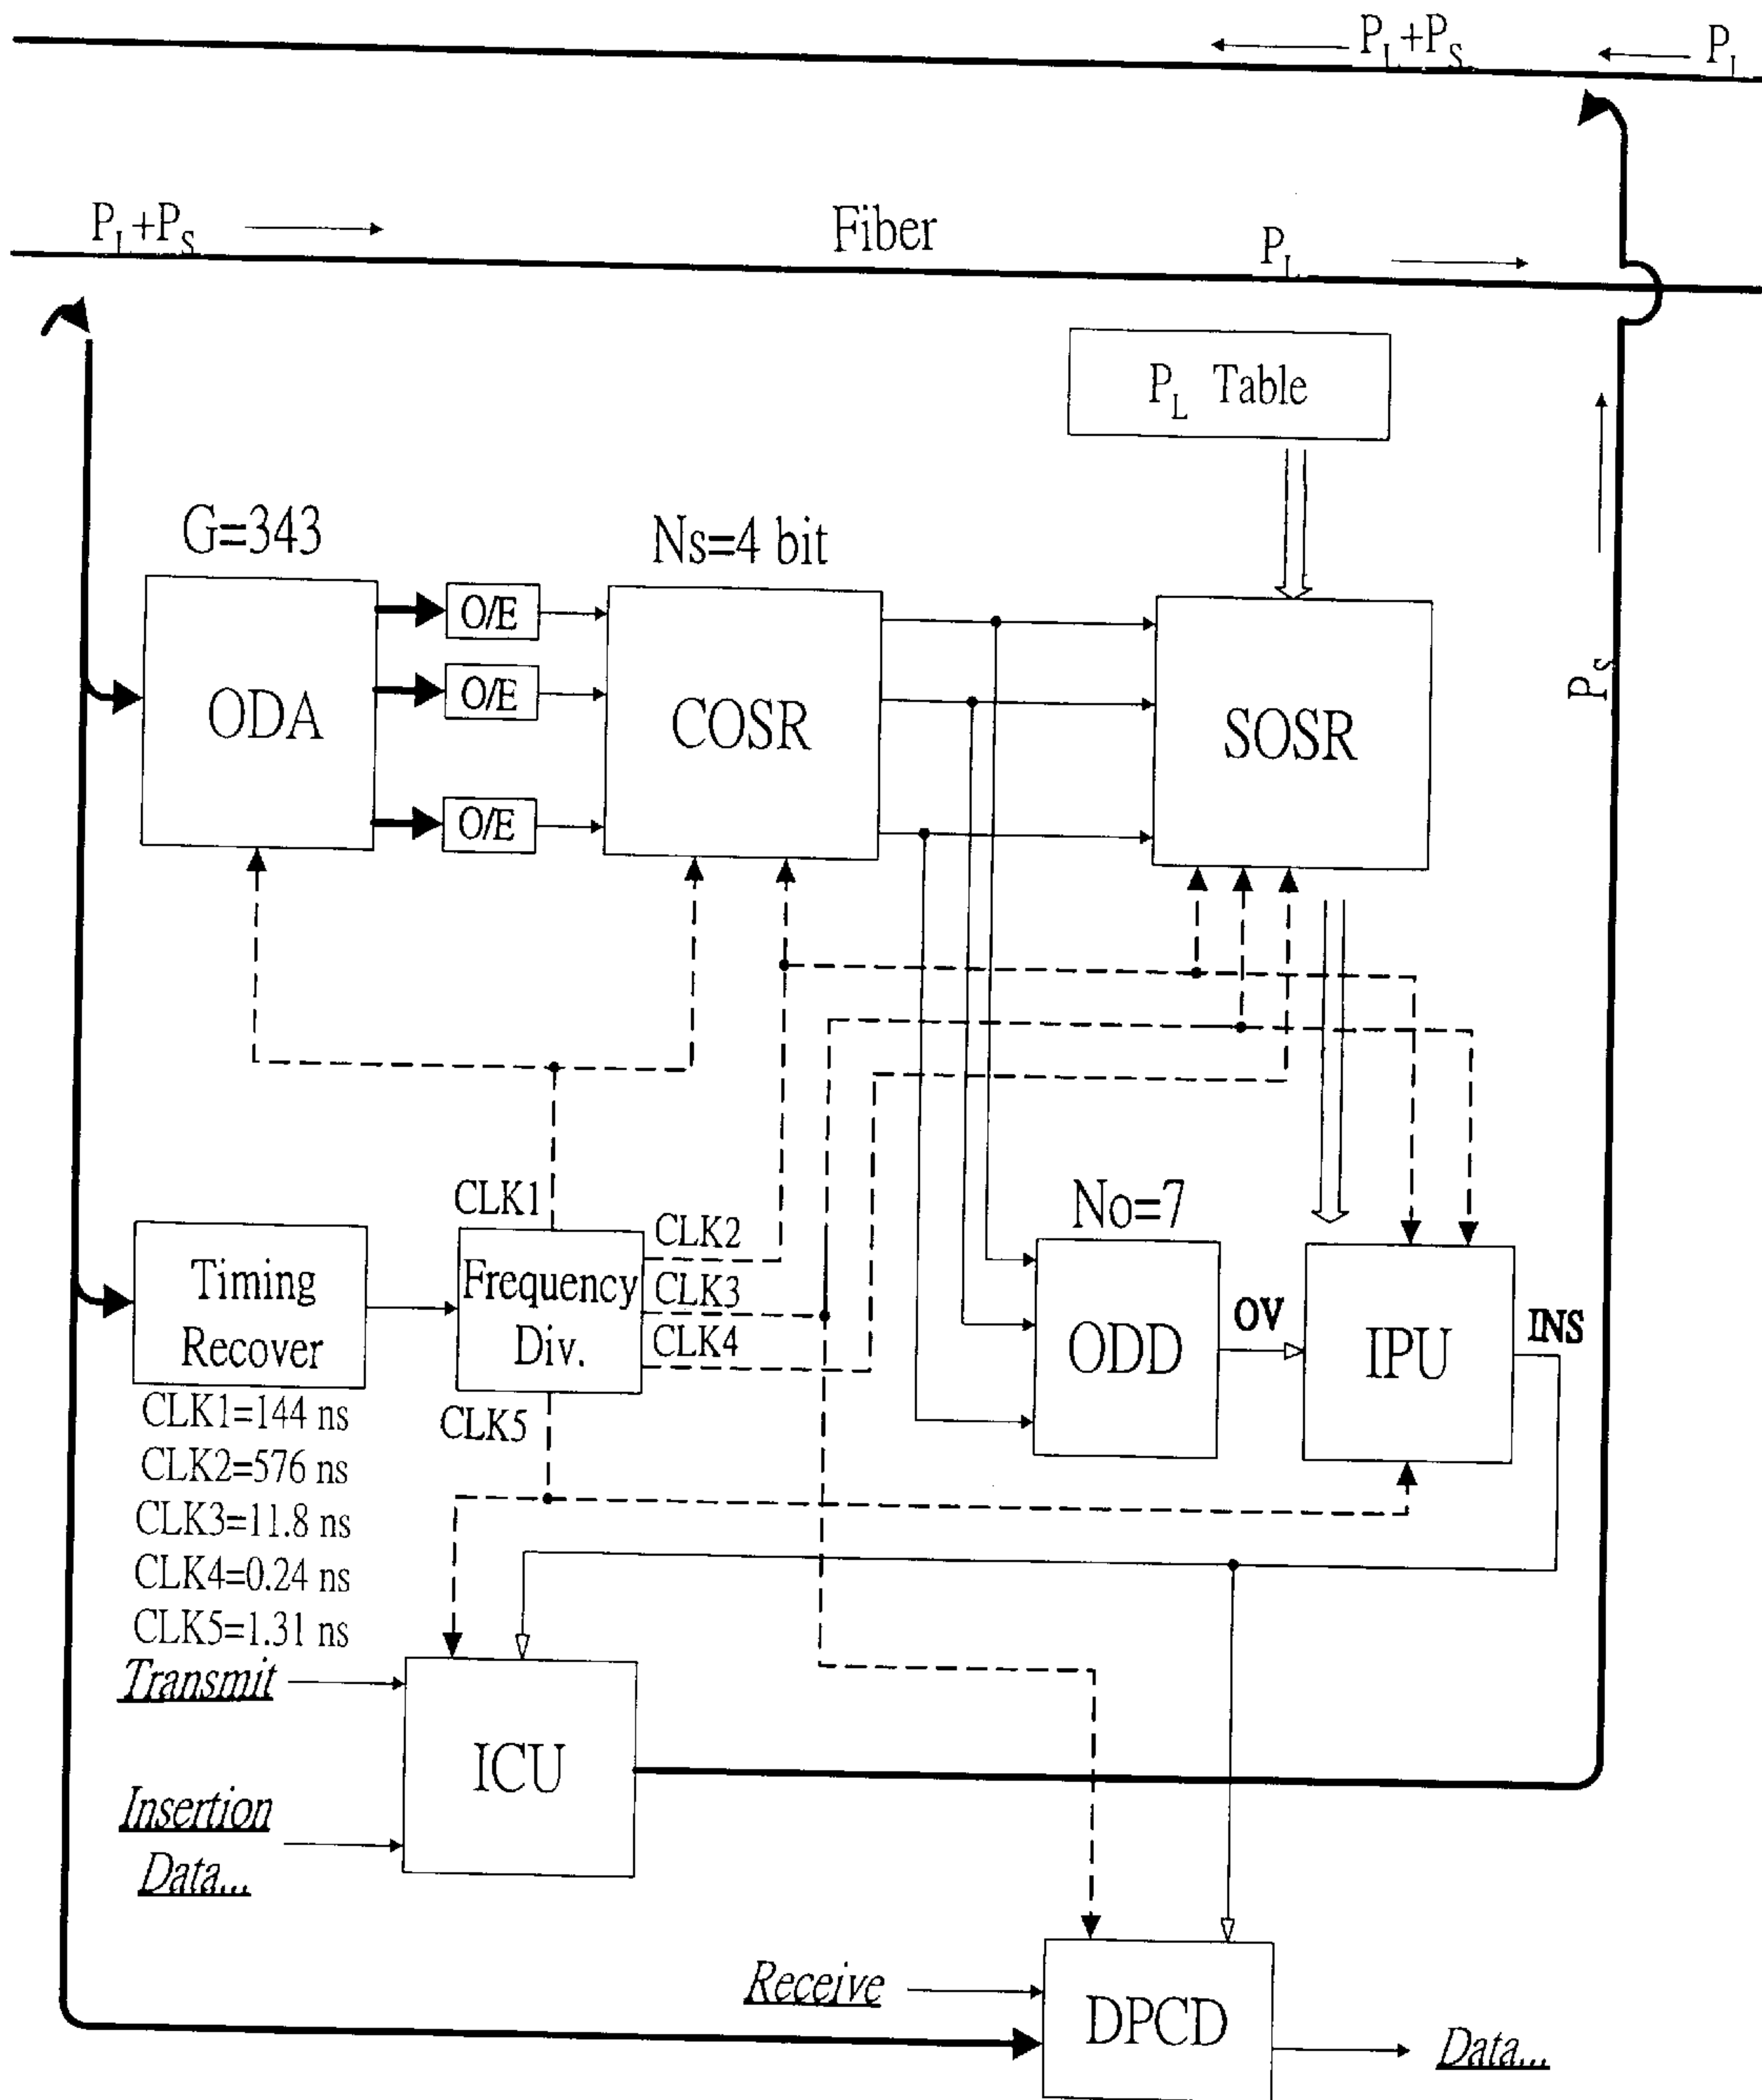 P_L+P_S
P_L
P_L+P_S
Fiber
P_L
P_L Table
G=343
Ns=4 bit
O/E
O/E
O/E
ODA
COSR
SOSR
P_S
CLK1
CLK2
CLK3
CLK4
CLK5
No=7
Timing
Recover
Frequency
Div.
ODD
OV
IPU
INS
CLK1=144 ns
CLK2=576 ns
CLK3=11.8 ns
CLK4=0.24 ns
CLK5=1.31 ns
Transmit
ICU
Insertion
Data...
Receive
DPCD
Data...